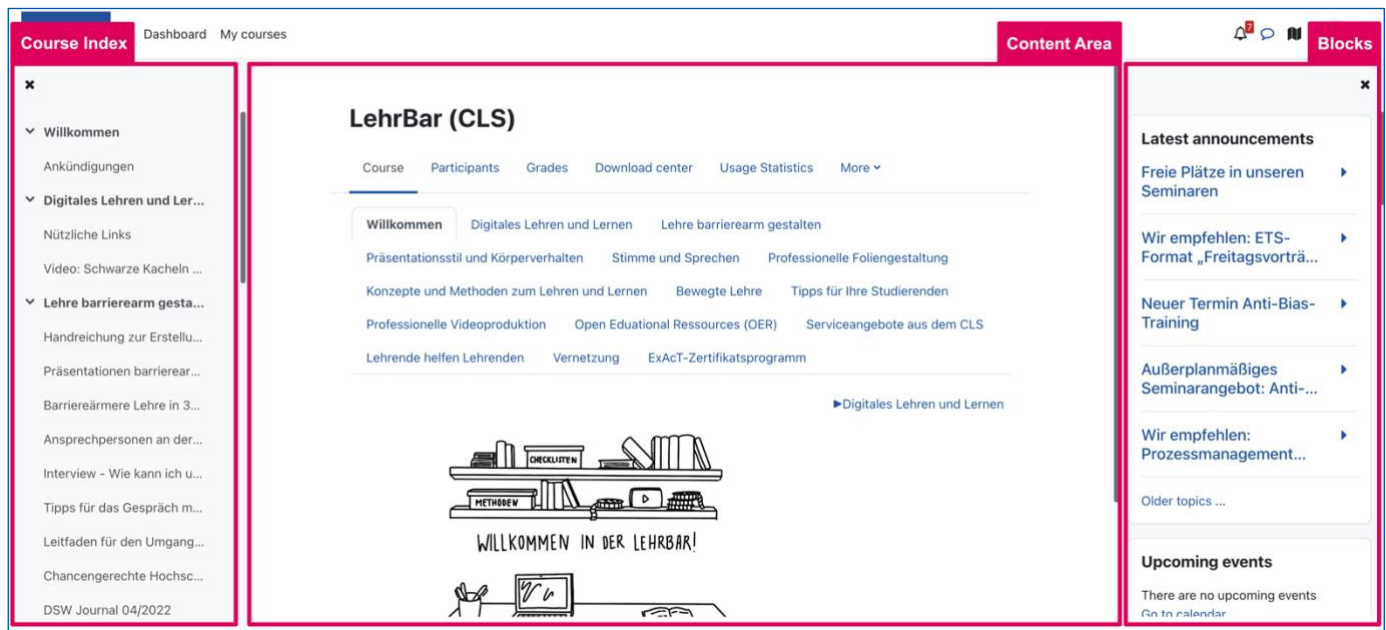 Course Index
Dashboard My courses
Content Area
7
Blocks
Willkommen
Ankündigungen
Digitales Lehren und Ler...
Nützliche Links
Video: Schwarze Kacheln ...
Lehre barrierearm gesta...
Handreichung zur Erstellu...
Präsentationen barrierear...
Barriereärmere Lehre in 3...
Ansprechpersonen an der...
Interview - Wie kann ich u...
Tipps für das Gespräch m...
Leitfaden für den Umgang...
Chancengerechte Hochsc...
DSW Journal 04/2022
LehrBar (CLS)
Course Participants Grades Download center Usage Statistics More
Willkommen Digitales Lehren und Lernen Lehre barrierearm gestalten
Präsentationsstil und Körperverhalten Stimme und Sprechen Professionelle Foliengestaltung
Konzepte und Methoden zum Lehren und Lernen Bewegte Lehre Tipps für Ihre Studierenden
Professionelle Videoproduktion Open Eduational Ressources (OER) Serviceangebote aus dem CLS
Lehrende helfen Lehrenden Vernetzung ExAcT-Zertifikatsprogramm
►Digitales Lehren und Lernen
CHECKLISTEN
METHODEN
WILLKOMMEN IN DER LEHRBAR!
Latest announcements
Freie Plätze in unseren
Seminaren
Wir empfehlen: ETS-
Format „Freitagsvorträ...
Neuer Termin Anti-Bias-
Training
Außerplanmäßiges
Seminarangebot: Anti-...
Wir empfehlen:
Prozessmanagement...
Older topics ...
Upcoming events
There are no upcoming events
Go to calendar